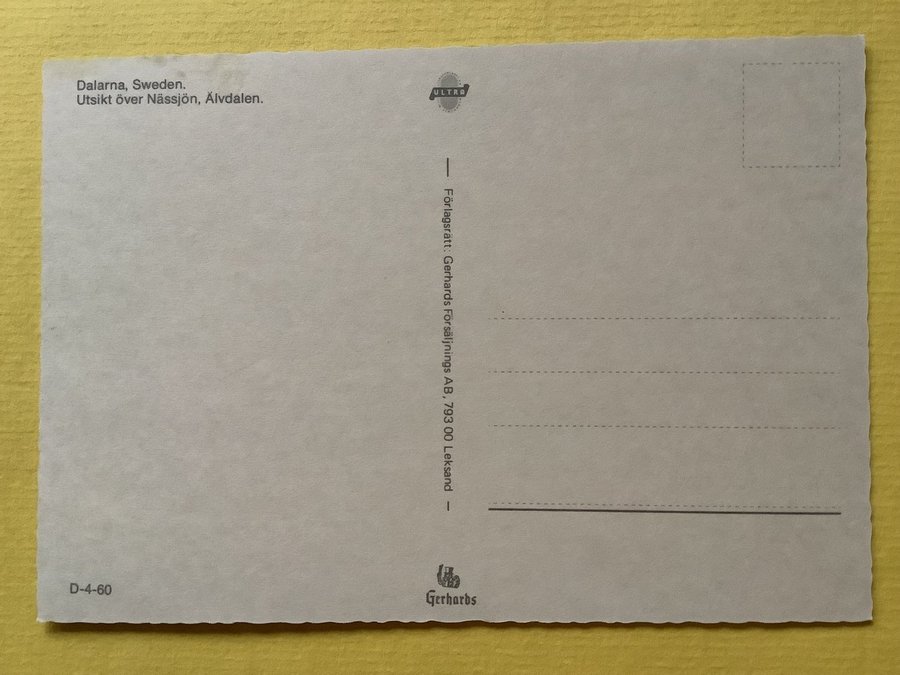 Dalarna, Sweden.
Utsikt över Nässjön, Älvdalen.
ULTRA
Förlagsrätt: Gerhards Försäljnings AB, 793 00 Leksand
D-4-60
Gerhards